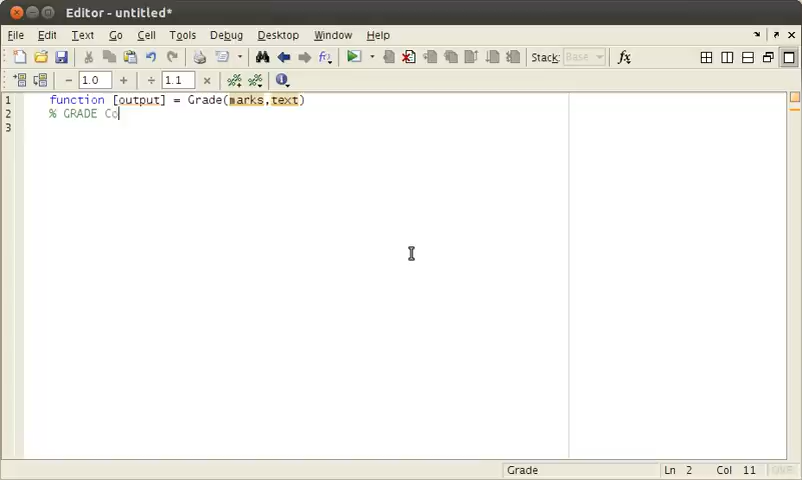 Editor - untitled*
File Edit Text Go Cell Tools Debug Desktop Window Help
Stack: Base fx
− 1.0 + ÷ 1.1 ×
1 function [output] = Grade(marks,text)
2 % GRADE Co
3
Grade Ln 2 Col 11 OVR